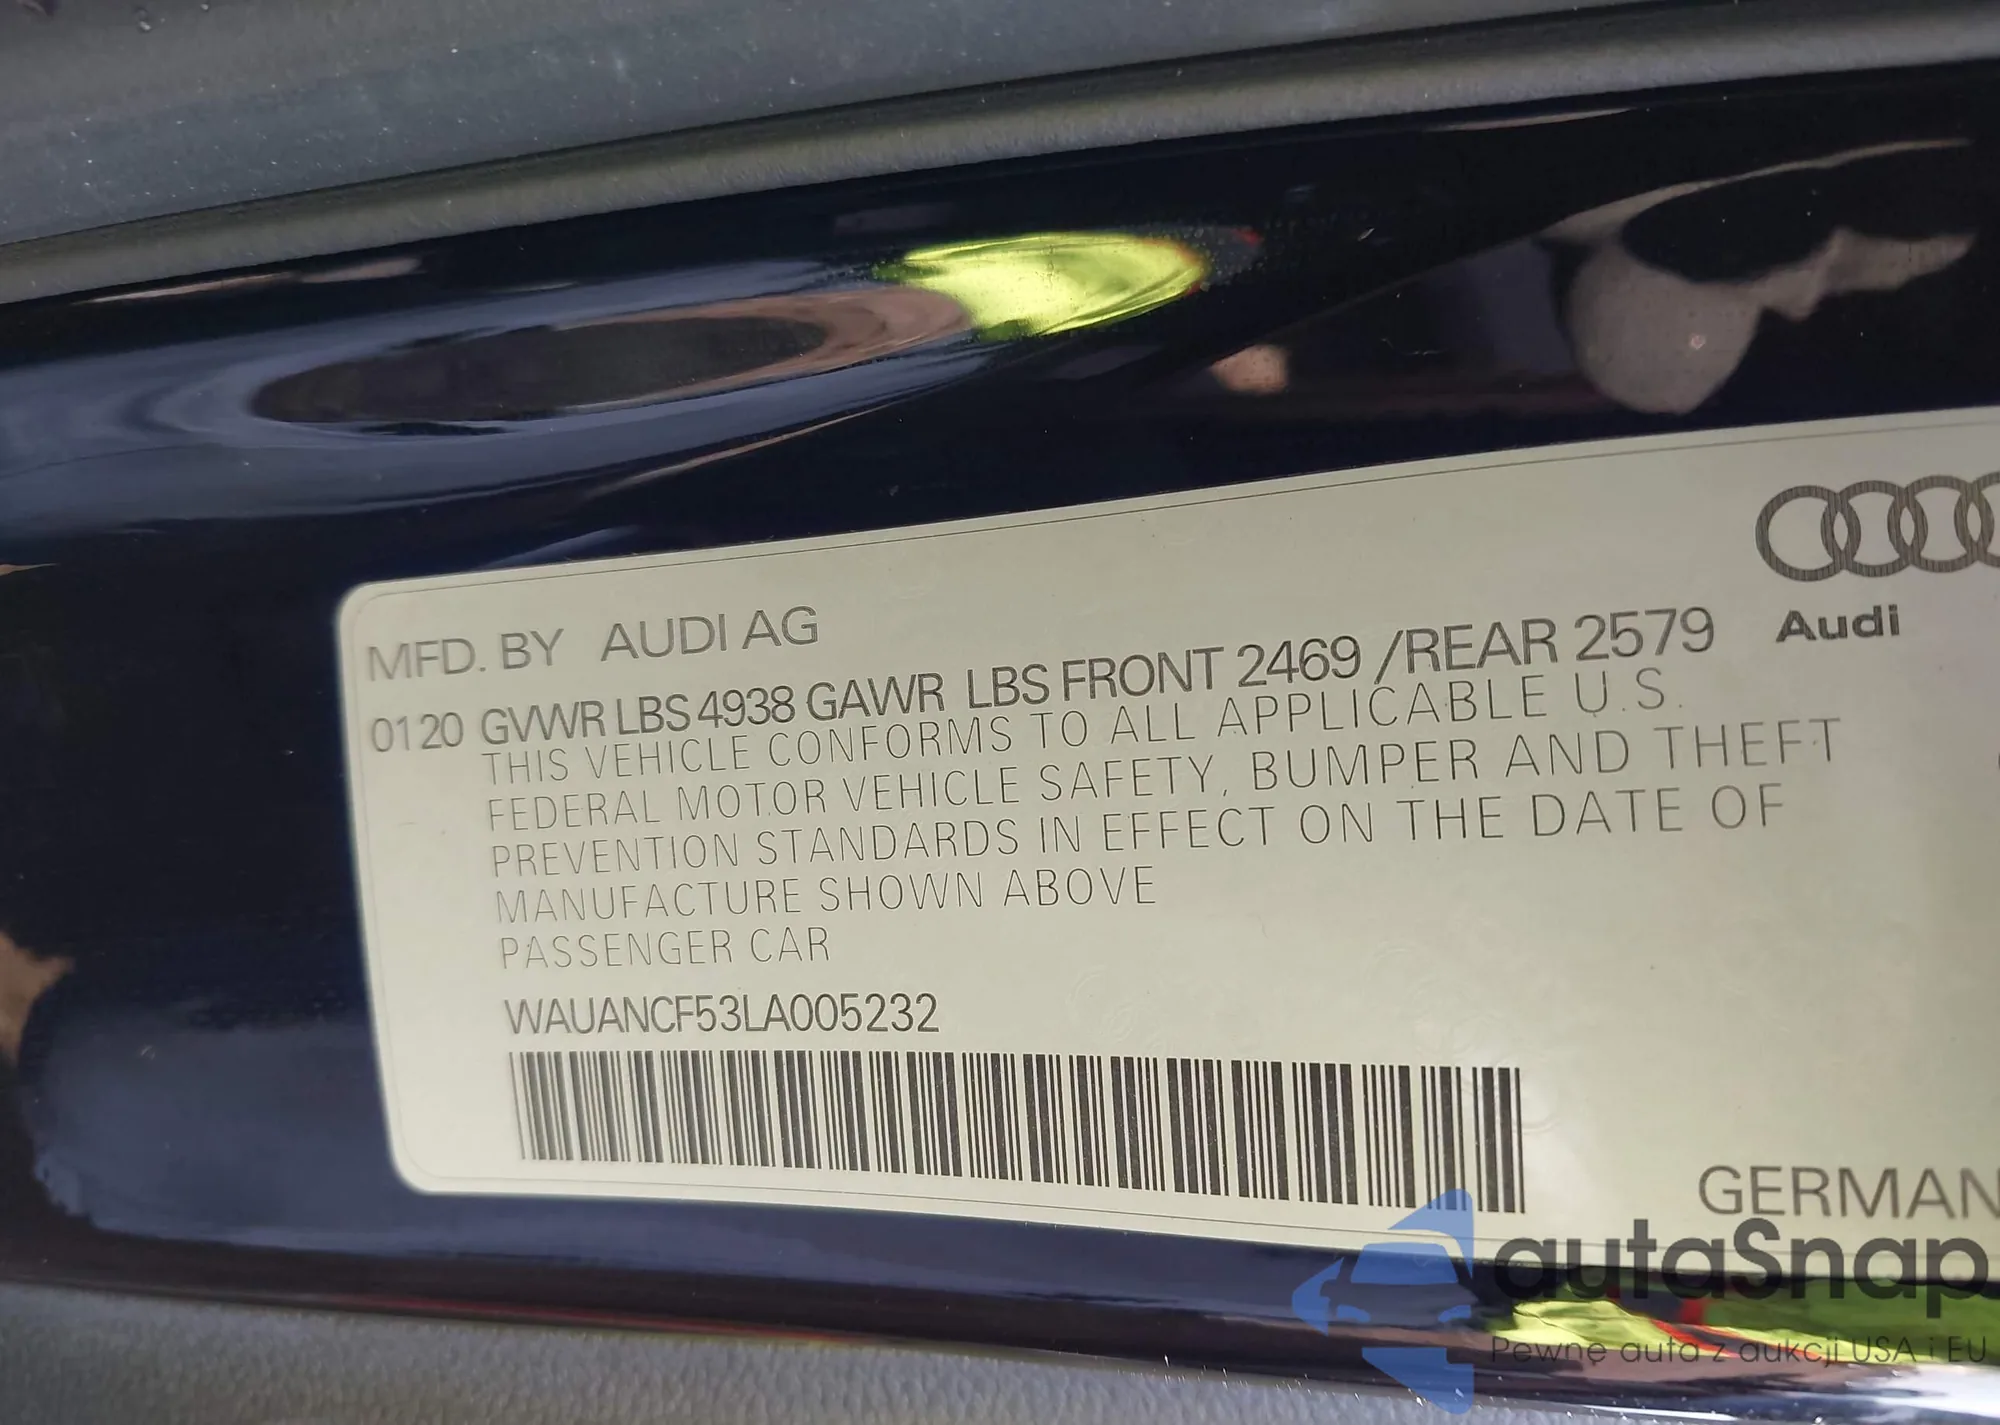 Audi
MFD. BY AUDI AG
0120 GVWR LBS 4938 GAWR LBS FRONT 2469 /REAR 2579
THIS VEHICLE CONFORMS TO ALL APPLICABLE U.S.
FEDERAL MOTOR VEHICLE SAFETY, BUMPER AND THEFT
PREVENTION STANDARDS IN EFFECT ON THE DATE OF
MANUFACTURE SHOWN ABOVE
PASSENGER CAR
WAUANCF53LA005232
GERMAN
autaSnap.
Pewne auta z aukcji USA i EU